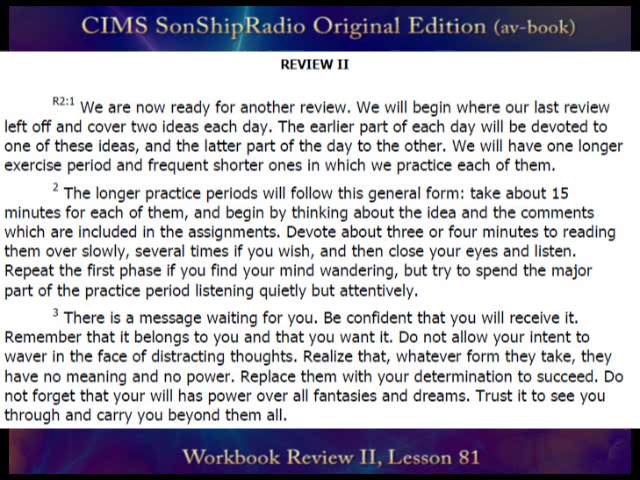 CIMS SonShipRadio Original Edition (av-book)
REVIEW II
R2:1 We are now ready for another review. We will begin where our last review
left off and cover two ideas each day. The earlier part of each day will be devoted to
one of these ideas, and the latter part of the day to the other. We will have one longer
exercise period and frequent shorter ones in which we practice each of them.
2 The longer practice periods will follow this general form: take about 15
minutes for each of them, and begin by thinking about the idea and the comments
which are included in the assignments. Devote about three or four minutes to reading
them over slowly, several times if you wish, and then close your eyes and listen.
Repeat the first phase if you find your mind wandering, but try to spend the major
part of the practice period listening quietly but attentively.
3 There is a message waiting for you. Be confident that you will receive it.
Remember that it belongs to you and that you want it. Do not allow your intent to
waver in the face of distracting thoughts. Realize that, whatever form they take, they
have no meaning and no power. Replace them with your determination to succeed. Do
not forget that your will has power over all fantasies and dreams. Trust it to see you
through and carry you beyond them all.
Workbook Review II, Lesson 81